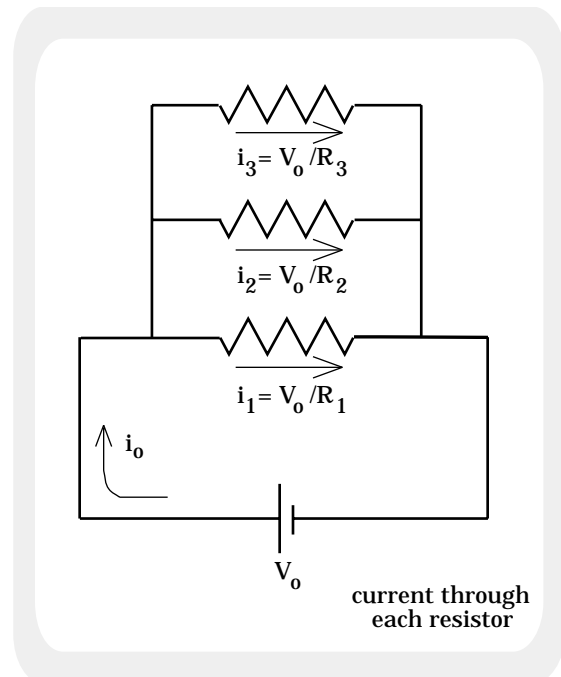 i₃= Vₒ/R₃
i₂= Vₒ/R₂
i₁= Vₒ/R₁
iₒ
Vₒ
current through
each resistor